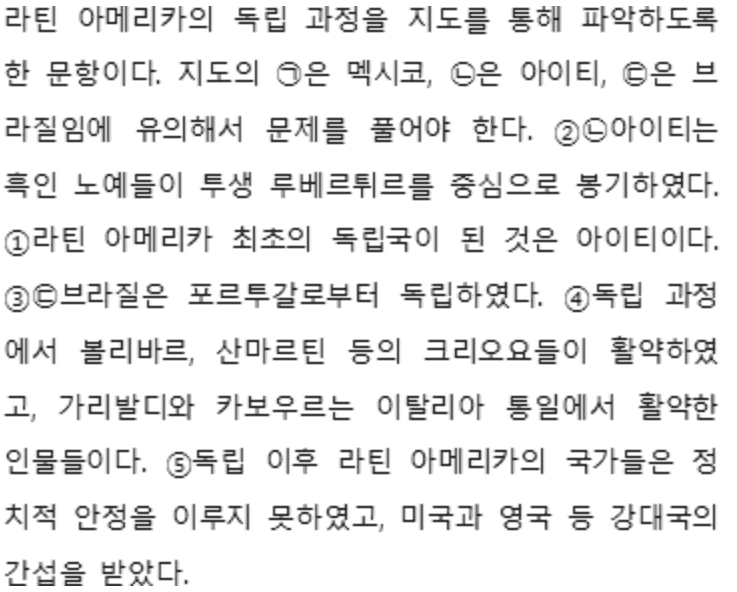 라틴 아메리카의 독립 과정을 지도를 통해 파악하도록
한 문항이다. 지도의 ㉠은 멕시코, ㉡은 아이티, ㉢은 브
라질임에 유의해서 문제를 풀어야 한다. ②㉡아이티는
흑인 노예들이 투생 루베르튀르를 중심으로 봉기하였다.
①라틴 아메리카 최초의 독립국이 된 것은 아이티이다.
③㉢브라질은 포르투갈로부터 독립하였다. ④독립 과정
에서 볼리바르, 산마르틴 등의 크리오요들이 활약하였
고, 가리발디와 카보우르는 이탈리아 통일에서 활약한
인물들이다. ⑤독립 이후 라틴 아메리카의 국가들은 정
치적 안정을 이루지 못하였고, 미국과 영국 등 강대국의
간섭을 받았다.